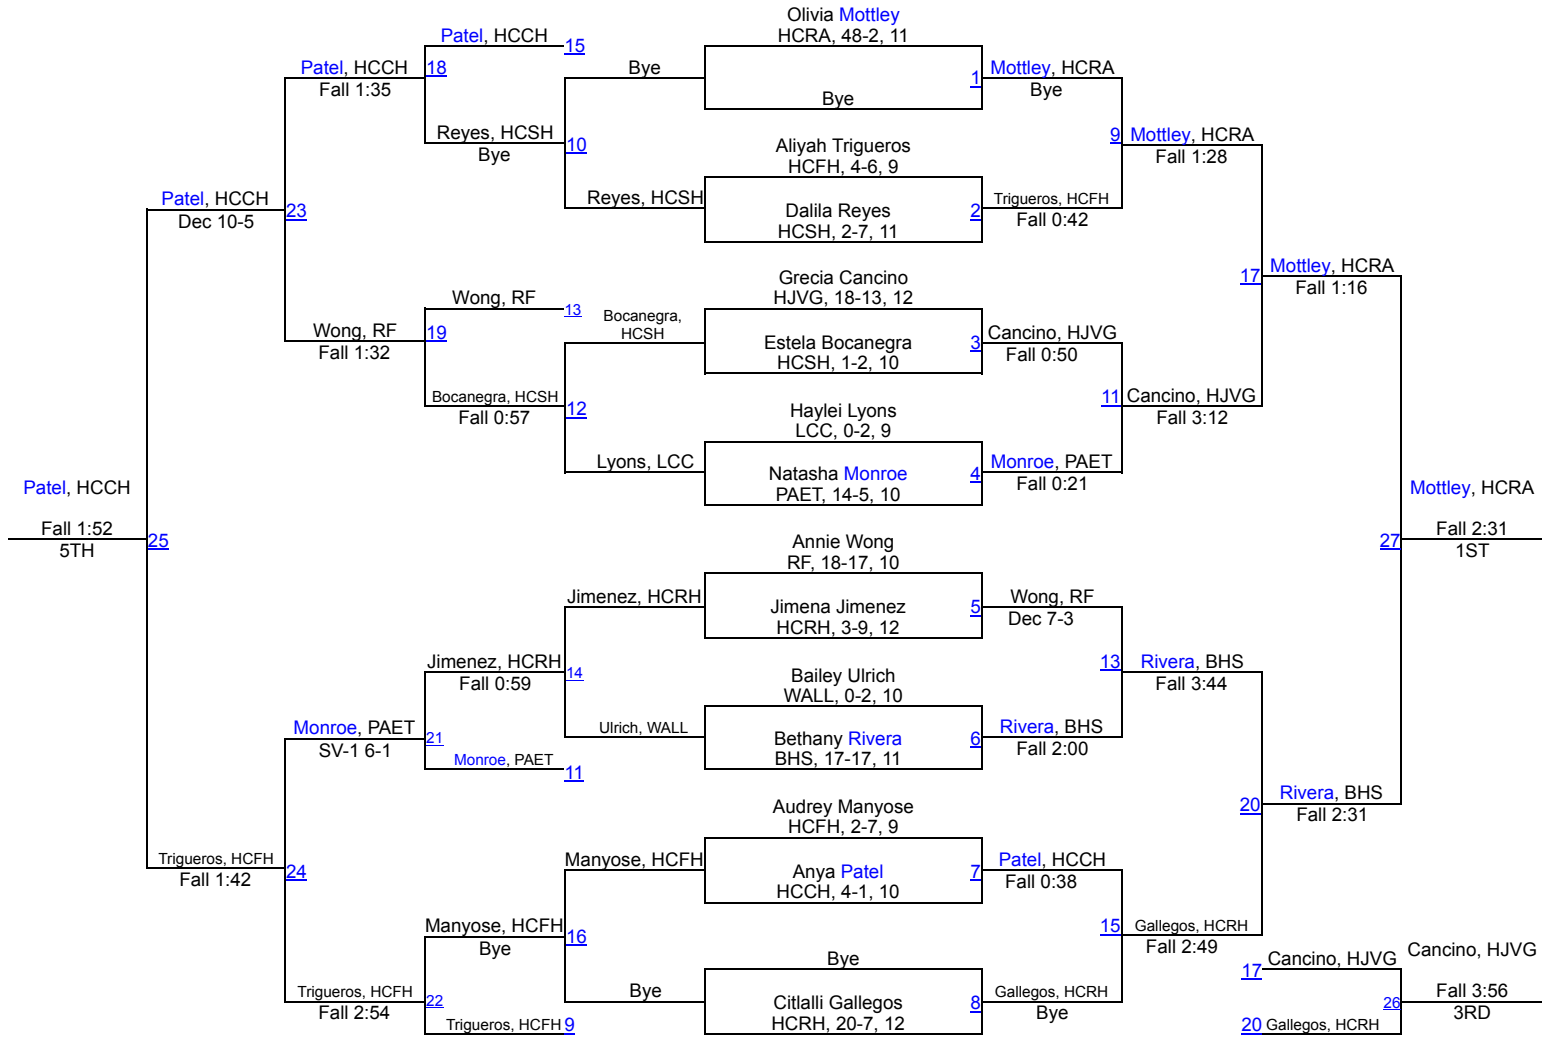 Olivia Mottley
HCRA, 48-2, 11
Bye
1
Aliyah Trigueros
HCFH, 4-6, 9
Dalila Reyes
HCSH, 2-7, 11
2
Grecia Cancino
HJVG, 18-13, 12
Estela Bocanegra
HCSH, 1-2, 10
3
Haylei Lyons
LCC, 0-2, 9
Natasha Monroe
PAET, 14-5, 10
4
Annie Wong
RF, 18-17, 10
Jimena Jimenez
HCRH, 3-9, 12
5
Bailey Ulrich
WALL, 0-2, 10
Bethany Rivera
BHS, 17-17, 11
6
Audrey Manyose
HCFH, 2-7, 9
Anya Patel
HCCH, 4-1, 10
7
Bye
Citlalli Gallegos
HCRH, 20-7, 12
8
Mottley, HCRA
Bye
9
Trigueros, HCFH
Fall 0:42
Cancino, HJVG
Fall 0:50
11
Monroe, PAET
Fall 0:21
Wong, RF
Dec 7-3
13
Rivera, BHS
Fall 2:00
Patel, HCCH
Fall 0:38
15
Gallegos, HCRH
Bye
Mottley, HCRA
Fall 1:28
17
Cancino, HJVG
Fall 3:12
Rivera, BHS
Fall 3:44
20
Gallegos, HCRH
Fall 2:49
Mottley, HCRA
Fall 1:16
27
Rivera, BHS
Fall 2:31
Mottley, HCRA
Fall 2:31
1ST
17
Cancino, HJVG
26
20
Gallegos, HCRH
Cancino, HJVG
Fall 3:56
3RD
Bye
10
Reyes, HCSH
Bocanegra,
HCSH
12
Lyons, LCC
Jimenez, HCRH
14
Ulrich, WALL
Manyose, HCFH
16
Bye
Patel, HCCH
15
18
Reyes, HCSH
Bye
Wong, RF
13
19
Bocanegra, HCSH
Fall 0:57
Jimenez, HCRH
Fall 0:59
21
Monroe, PAET
11
Manyose, HCFH
Bye
22
Trigueros, HCFH
9
Patel, HCCH
Fall 1:35
23
Wong, RF
Fall 1:32
Monroe, PAET
SV-1 6-1
24
Trigueros, HCFH
Fall 2:54
Patel, HCCH
Dec 10-5
25
Trigueros, HCFH
Fall 1:42
Patel, HCCH
Fall 1:52
5TH